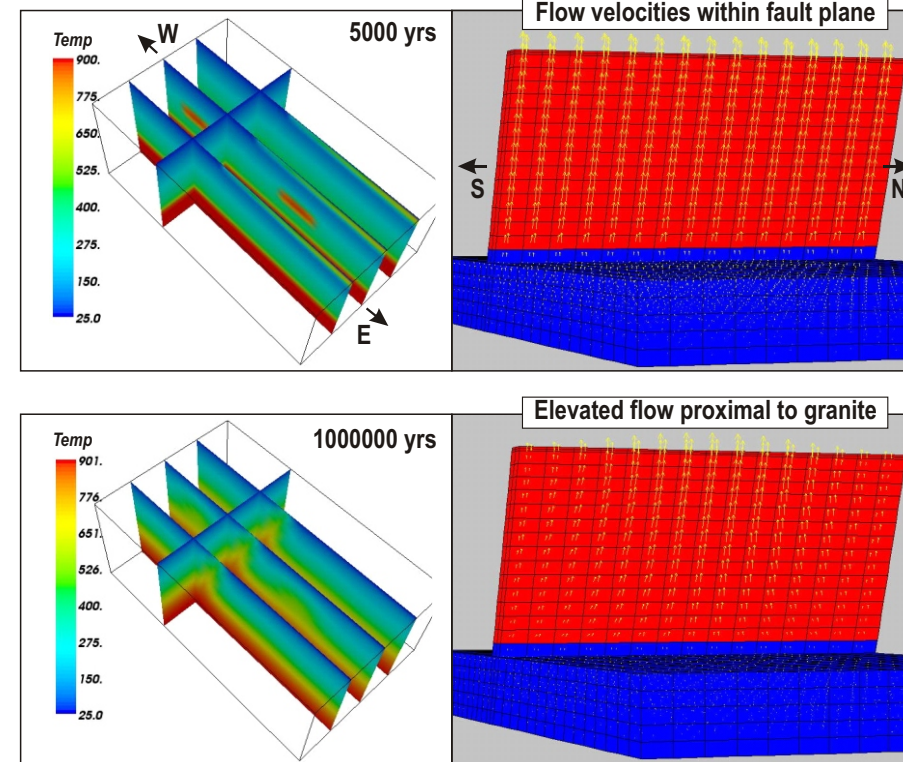 Flow velocities within fault plane
Temp
W
5000 yrs
900.
775.
650.
525.
400.
275.
150.
25.0
E
S
N
Elevated flow proximal to granite
Temp
1000000 yrs
901.
776.
651.
526.
400.
275.
150.
25.0